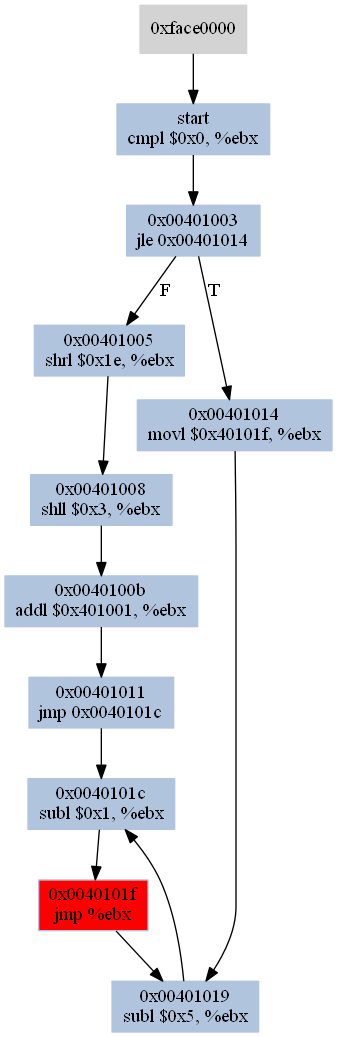 0xface0000
start
cmpl $0x0, %ebx
0x00401003
jle 0x00401014
F
T
0x00401005
shrl $0x1e, %ebx
0x00401014
movl $0x40101f, %ebx
0x00401008
shll $0x3, %ebx
0x0040100b
addl $0x401001, %ebx
0x00401011
jmp 0x0040101c
0x0040101c
subl $0x1, %ebx
0x0040101f
jmp %ebx
0x00401019
subl $0x5, %ebx